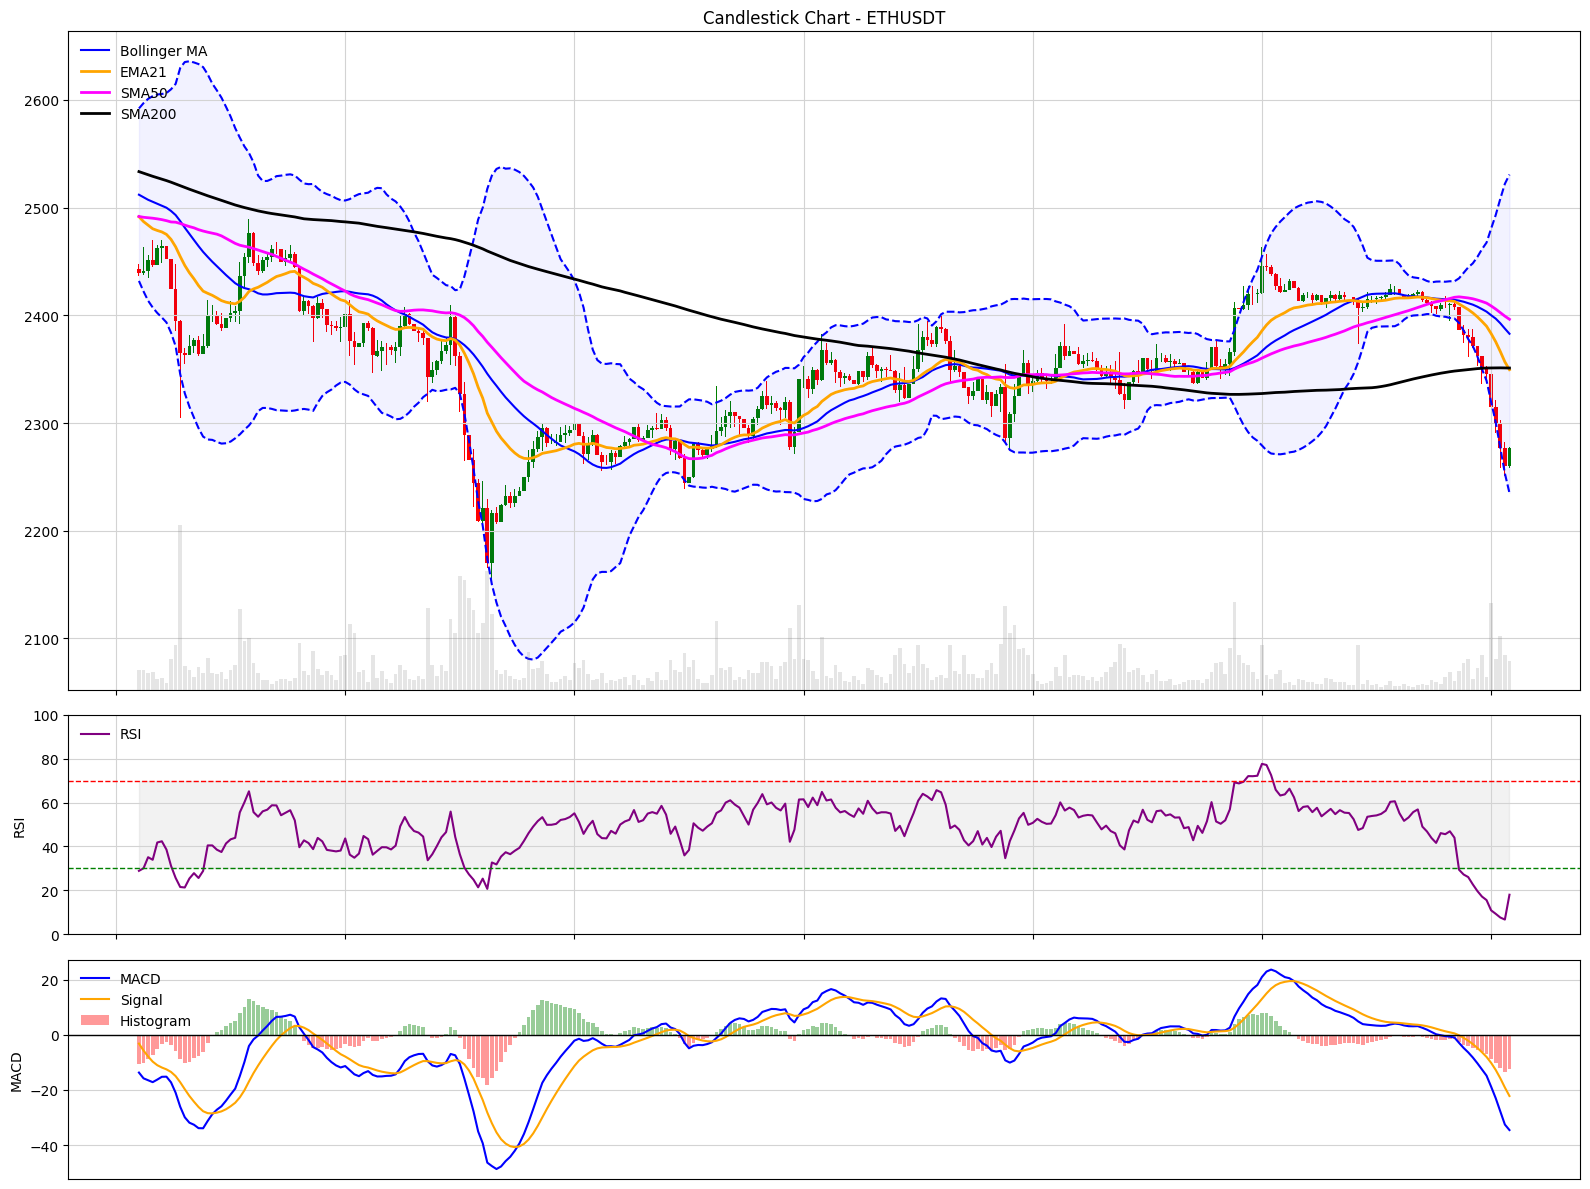 Candlestick Chart - ETHUSDT
Bollinger MA
EMA21
SMA50
SMA200
2600
2500
2400
2300
2200
2100
RSI
100
80
60
40
20
0
RSI
MACD
Signal
Histogram
20
0
−20
−40
MACD